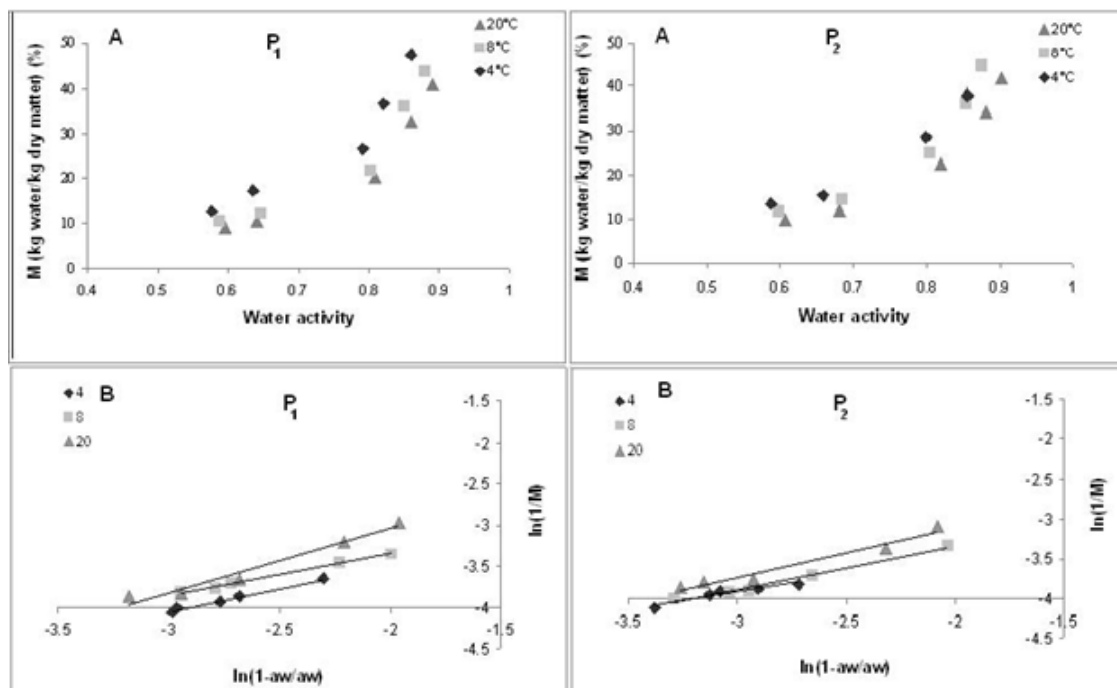 A P1
20°C
8°C
4°C
M (kg water/kg dry matter) (%)
50
40
30
20
10
0
0.4 0.5 0.6 0.7 0.8 0.9 1
Water activity
A P2
20°C
8°C
4°C
M (kg water/kg dry matter) (%)
50
40
30
20
10
0
0.4 0.5 0.6 0.7 0.8 0.9 1
Water activity
B P1
4
8
20
-1.5
-2
-2.5
-3
-3.5
-4
-4.5
ln(1/M)
-3.5 -3 -2.5 -2 -1.5
ln(1-aw/aw)
B P2
4
8
20
-1.5
-2
-2.5
-3
-3.5
-4
-4.5
ln(1/M)
-3.5 -3 -2.5 -2 -1.5
ln(1-aw/aw)